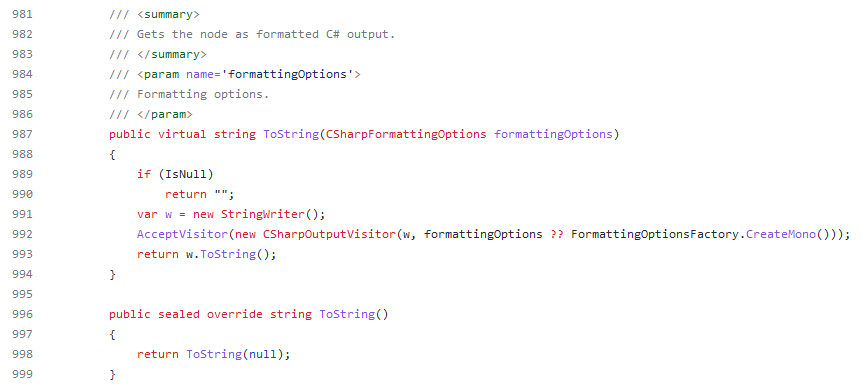 981 /// <summary>
982 /// Gets the node as formatted C# output.
983 /// </summary>
984 /// <param name='formattingOptions'>
985 /// Formatting options.
986 /// </param>
987 public virtual string ToString(CSharpFormattingOptions formattingOptions)
988 {
989 if (IsNull)
990 return "";
991 var w = new StringWriter();
992 AcceptVisitor(new CSharpOutputVisitor(w, formattingOptions ?? FormattingOptionsFactory.CreateMono()));
993 return w.ToString();
994 }
995
996 public sealed override string ToString()
997 {
998 return ToString(null);
999 }